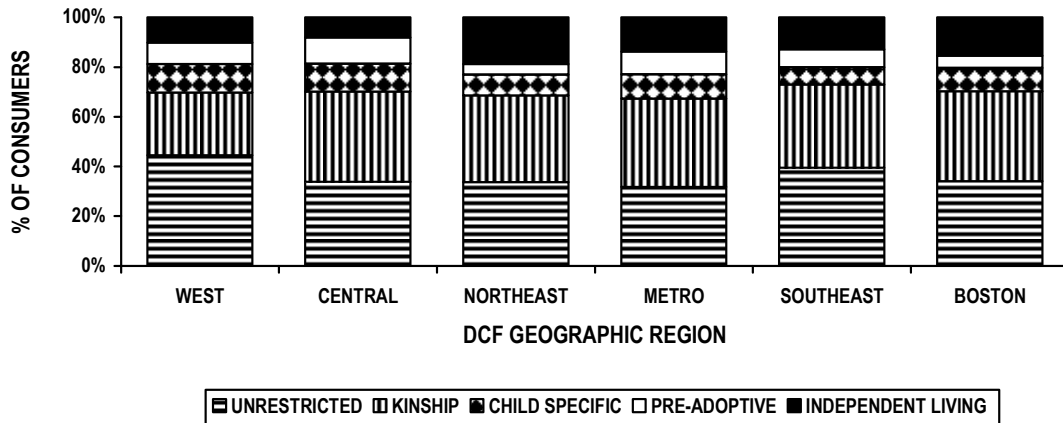 100%
80%
60%
40%
20%
0%
% OF CONSUMERS
WEST CENTRAL NORTHEAST METRO SOUTHEAST BOSTON
DCF GEOGRAPHIC REGION
UNRESTRICTED KINSHIP CHILD SPECIFIC PRE-ADOPTIVE INDEPENDENT LIVING